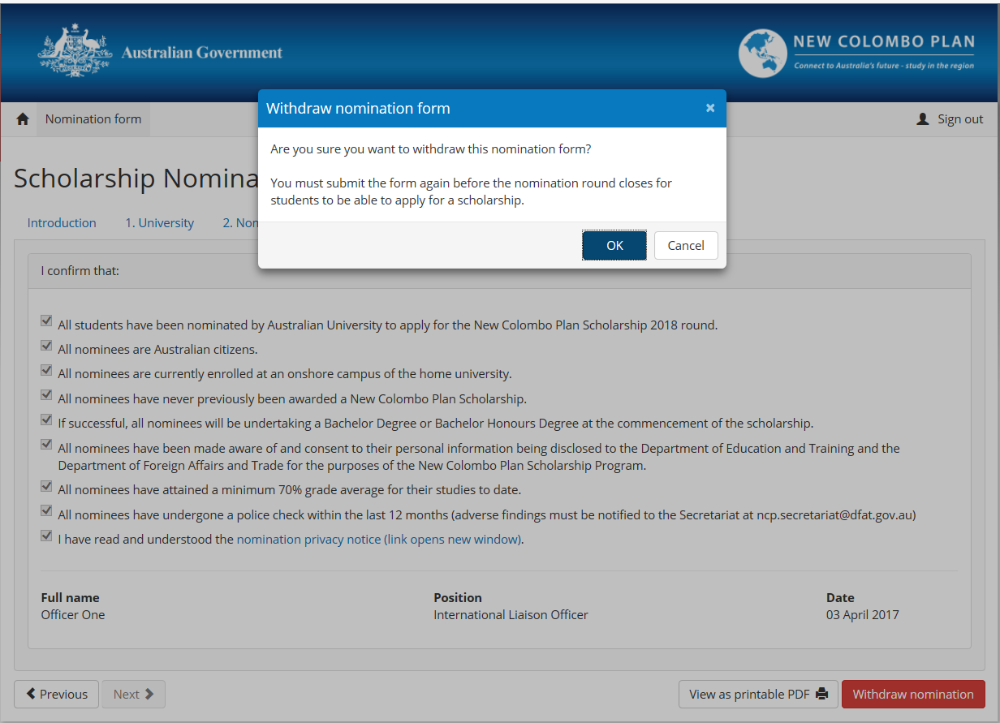 Australian Government
NEW COLOMBO PLAN
Connect to Australia's future - study in the region
Nomination form
Sign out
Withdraw nomination form
×
Are you sure you want to withdraw this nomination form?
You must submit the form again before the nomination round closes for
students to be able to apply for a scholarship.
OK
Cancel
Scholarship Nomina
Introduction
1. University
2. Nom
I confirm that:
All students have been nominated by Australian University to apply for the New Colombo Plan Scholarship 2018 round.
All nominees are Australian citizens.
All nominees are currently enrolled at an onshore campus of the home university.
All nominees have never previously been awarded a New Colombo Plan Scholarship.
If successful, all nominees will be undertaking a Bachelor Degree or Bachelor Honours Degree at the commencement of the scholarship.
All nominees have been made aware of and consent to their personal information being disclosed to the Department of Education and Training and the
Department of Foreign Affairs and Trade for the purposes of the New Colombo Plan Scholarship Program.
All nominees have attained a minimum 70% grade average for their studies to date.
All nominees have undergone a police check within the last 12 months (adverse findings must be notified to the Secretariat at ncp.secretariat@dfat.gov.au)
I have read and understood the nomination privacy notice (link opens new window).
Full name
Position
Date
Officer One
International Liaison Officer
03 April 2017
Previous
Next
View as printable PDF
Withdraw nomination